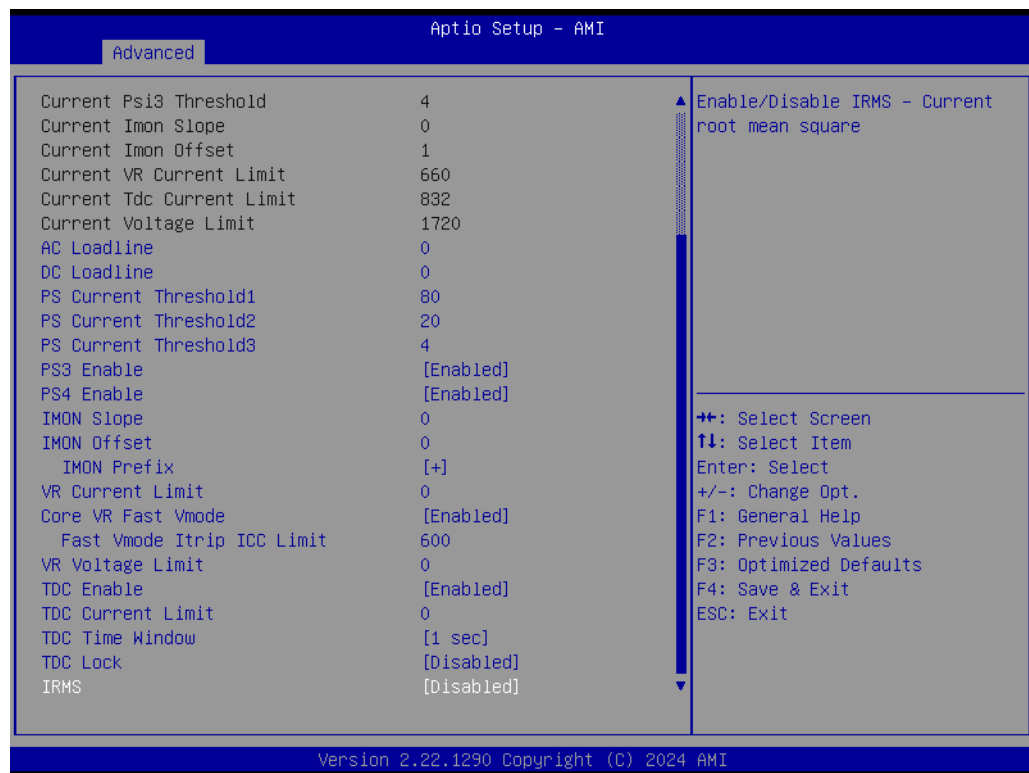 Aptio Setup – AMI
Advanced
Current Psi3 Threshold 4
Current Imon Slope 0
Current Imon Offset 1
Current VR Current Limit 660
Current Tdc Current Limit 832
Current Voltage Limit 1720
AC Loadline 0
DC Loadline 0
PS Current Threshold1 80
PS Current Threshold2 20
PS Current Threshold3 4
PS3 Enable [Enabled]
PS4 Enable [Enabled]
IMON Slope 0
IMON Offset 0
IMON Prefix [+]
VR Current Limit 0
Core VR Fast Vmode [Enabled]
Fast Vmode Itrip ICC Limit 600
VR Voltage Limit 0
TDC Enable [Enabled]
TDC Current Limit 0
TDC Time Window [1 sec]
TDC Lock [Disabled]
IRMS [Disabled]
Enable/Disable IRMS – Current
root mean square
→←: Select Screen
↑↓: Select Item
Enter: Select
+/-: Change Opt.
F1: General Help
F2: Previous Values
F3: Optimized Defaults
F4: Save & Exit
ESC: Exit
Version 2.22.1290 Copyright (C) 2024 AMI